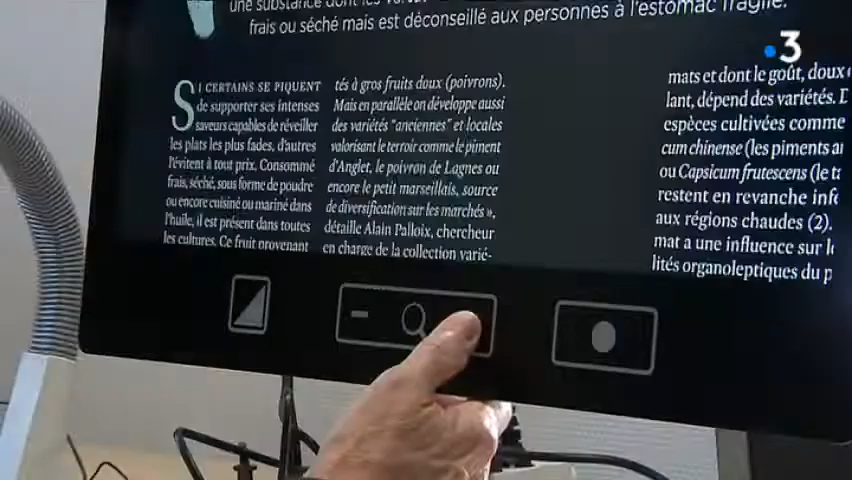 une substance dont les
frais ou séché mais est déconseillé aux personnes à l'estomac fragile.
3
SI CERTAINS SE PIQUENT
de supporter ses intenses
saveurs capables de réveiller
les plats les plus fades, d'autres
l'évitent à tout prix. Consommé
frais, séché, sous forme de poudre
ou encore cuisiné ou mariné dans
l'huile, il est présent dans toutes
les cultures. Ce fruit provenant
tés à gros fruits doux (poivrons).
Mais en parallèle on développe aussi
des variétés "anciennes" et locales
valorisant le terroir comme le piment
d'Anglet, le poivron de Lagnes ou
encore le petit marseillais, source
de diversification sur les marchés »,
détaille Alain Palloix, chercheur
en charge de la collection varié-
mats et dont le goût, doux
lant, dépend des variétés.
espèces cultivées comme
cum chinense (les piments
ou Capsicum frutescens (le
restent en revanche
aux régions chaudes (2).
mat a une influence sur
lités organoleptiques du